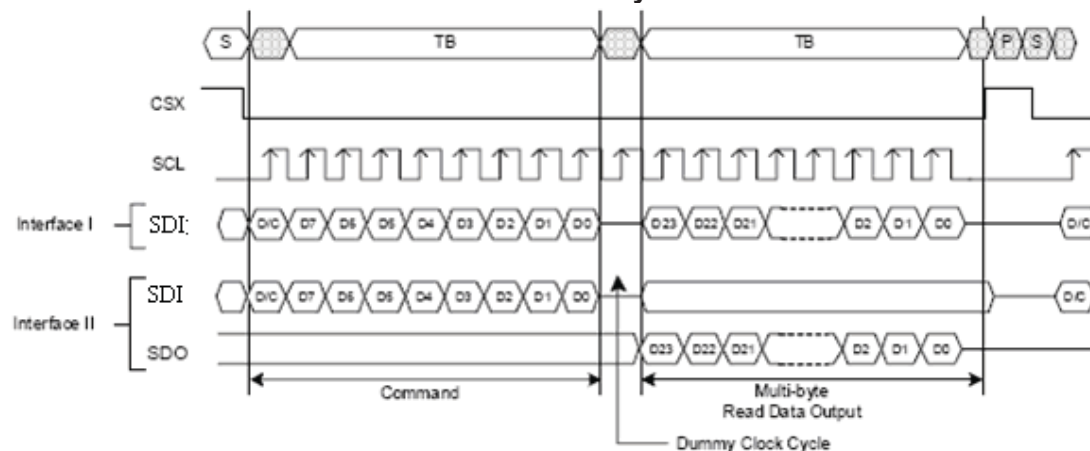 S TB TB P S
CSX
SCL
Interface I SDI: D/C D7 D5 D5 D4 D3 D2 D1 D0 D23 D22 D21 D2 D1 D0 D/C
SDI D/C D7 D5 D5 D4 D3 D2 D1 D0 D/C
Interface II
SDO D23 D22 D21 D2 D1 D0
Command
Multi-byte
Read Data Output
Dummy Clock Cycle